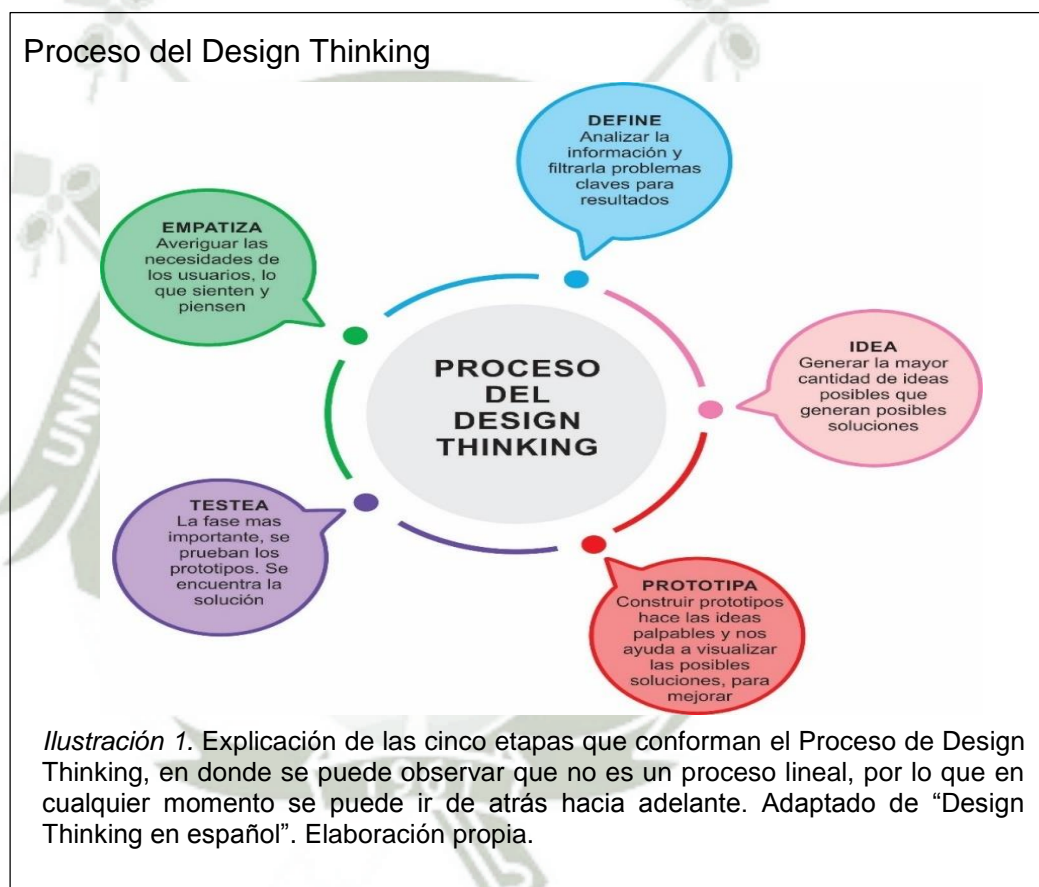 Proceso del Design Thinking
DEFINE
Analizar la
información y
filtrarla problemas
claves para
resultados
EMPATIZA
Averiguar las
necesidades de
los usuarios, lo
que sienten y
piensen
IDEA
Generar la mayor
cantidad de ideas
posibles que
generan posibles
soluciones
PROCESO
DEL
DESIGN
THINKING
TESTEA
La fase mas
importante, se
prueban los
prototipos. Se
encuentra la
solución
PROTOTIPA
Construir prototipos
hace las ideas
palpables y nos
ayuda a visualizar
las posibles
soluciones, para
mejorar
Ilustración 1. Explicación de las cinco etapas que conforman el Proceso de Design
Thinking, en donde se puede observar que no es un proceso lineal, por lo que en
cualquier momento se puede ir de atrás hacia adelante. Adaptado de “Design
Thinking en español”. Elaboración propia.